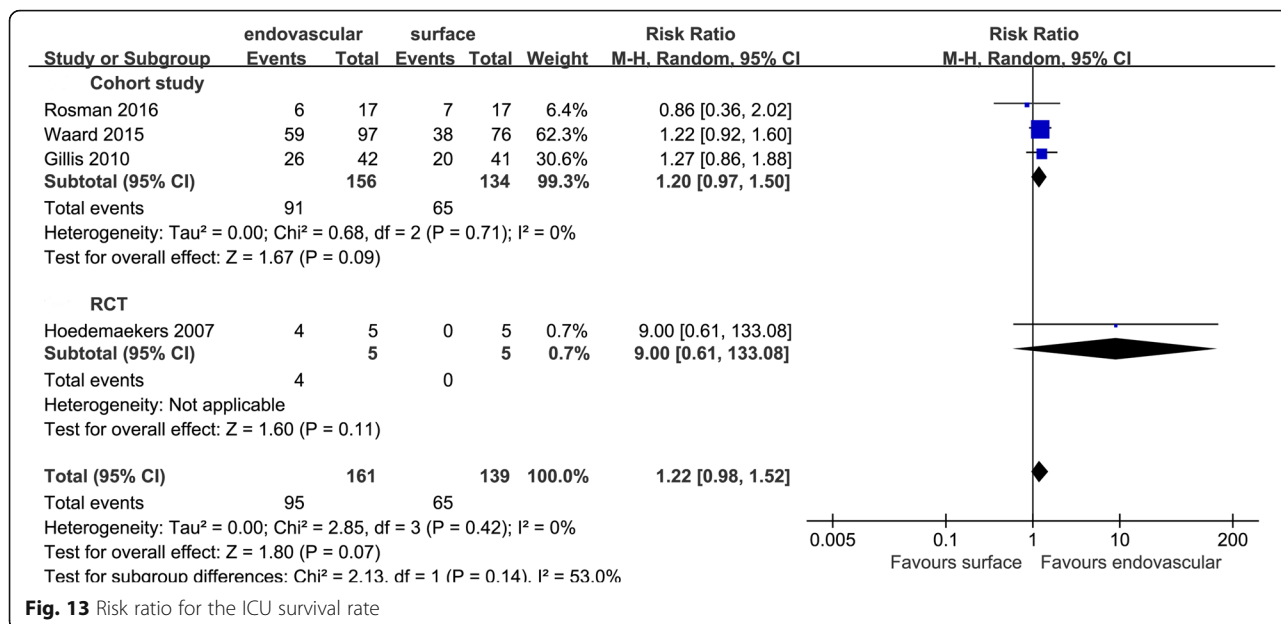 endovascular surface Risk Ratio Risk Ratio
Study or Subgroup Events Total Events Total Weight M-H, Random, 95% CI M-H, Random, 95% CI
Cohort study
Rosman 2016 6 17 7 17 6.4% 0.86 [0.36, 2.02]
Waard 2015 59 97 38 76 62.3% 1.22 [0.92, 1.60]
Gillis 2010 26 42 20 41 30.6% 1.27 [0.86, 1.88]
Subtotal (95% CI) 156 134 99.3% 1.20 [0.97, 1.50]
Total events 91 65
Heterogeneity: Tau² = 0.00; Chi² = 0.68, df = 2 (P = 0.71); I² = 0%
Test for overall effect: Z = 1.67 (P = 0.09)
RCT
Hoedemaekers 2007 4 5 0 5 0.7% 9.00 [0.61, 133.08]
Subtotal (95% CI) 5 5 0.7% 9.00 [0.61, 133.08]
Total events 4 0
Heterogeneity: Not applicable
Test for overall effect: Z = 1.60 (P = 0.11)
Total (95% CI) 161 139 100.0% 1.22 [0.98, 1.52]
Total events 95 65
Heterogeneity: Tau² = 0.00; Chi² = 2.85, df = 3 (P = 0.42); I² = 0%
Test for overall effect: Z = 1.80 (P = 0.07)
Test for subgroup differences: Chi² = 2.13, df = 1 (P = 0.14), I² = 53.0%
0.005 0.1 1 10 200
Favours surface Favours endovascular
Fig. 13 Risk ratio for the ICU survival rate